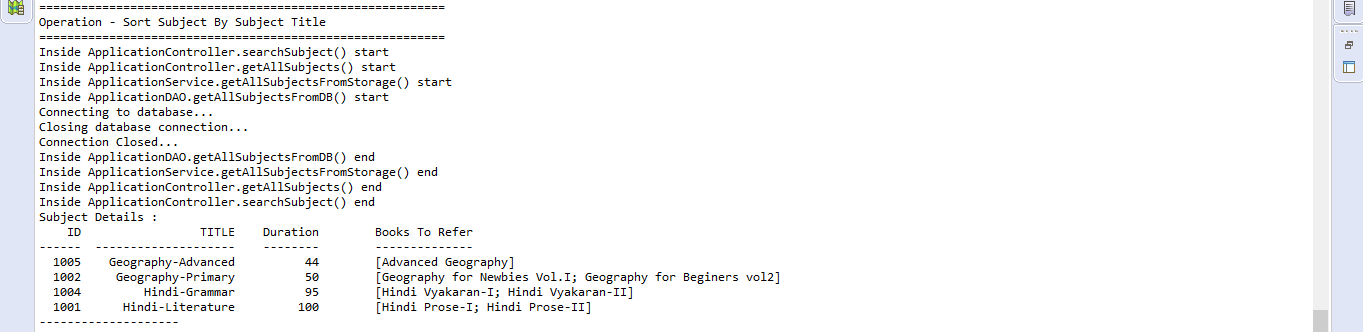 ==========================================================
Operation - Sort Subject By Subject Title
==========================================================
Inside ApplicationController.searchSubject() start
Inside ApplicationController.getAllSubjects() start
Inside ApplicationService.getAllSubjectsFromStorage() start
Inside ApplicationDAO.getAllSubjectsFromDB() start
Connecting to database...
Closing database connection...
Connection Closed...
Inside ApplicationDAO.getAllSubjectsFromDB() end
Inside ApplicationService.getAllSubjectsFromStorage() end
Inside ApplicationController.getAllSubjects() end
Inside ApplicationController.searchSubject() end
Subject Details :
    ID                 TITLE    Duration        Books To Refer
------  --------------------    --------        --------------
  1005    Geography-Advanced          44        [Advanced Geography]
  1002     Geography-Primary          50        [Geography for Newbies Vol.I; Geography for Beginers vol2]
  1004         Hindi-Grammar          95        [Hindi Vyakaran-I; Hindi Vyakaran-II]
  1001      Hindi-Literature         100        [Hindi Prose-I; Hindi Prose-II]
--------------------